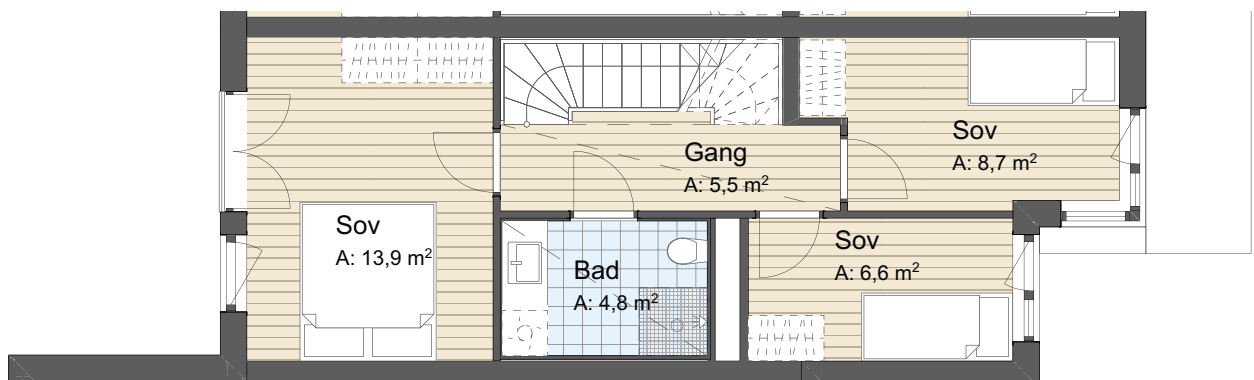 Sov
A: 13,9 m²
Gang
A: 5,5 m²
Sov
A: 8,7 m²
Bad
A: 4,8 m²
Sov
A: 6,6 m²